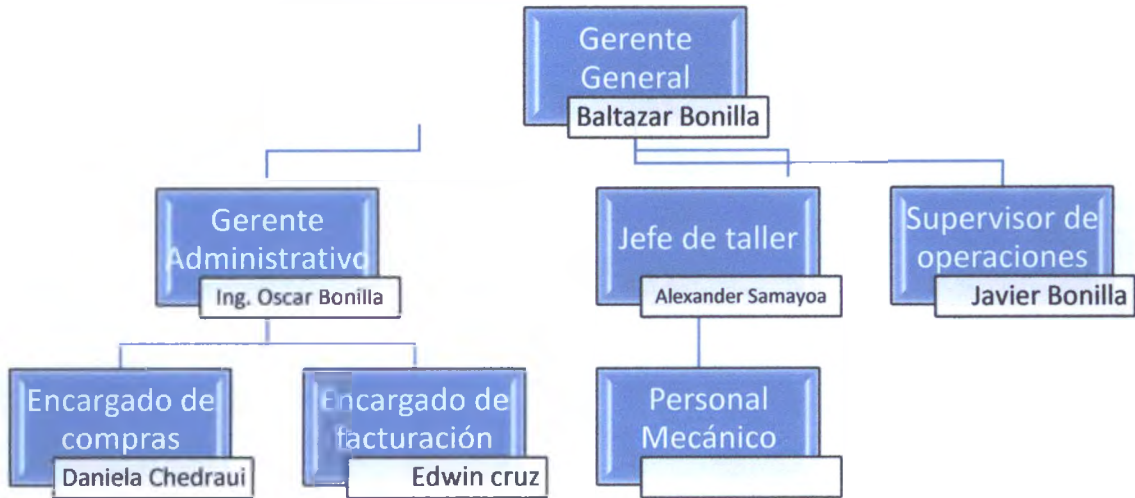 Gerente
General
Baltazar Bonilla
Gerente
Administrativo
Ing. Oscar Bonilla
Jefe de taller
Alexander Samayoa
Supervisor de
operaciones
Javier Bonilla
Encargado de
compras
Daniela Chedraui
Encargado de
facturación
Edwin cruz
Personal
Mecánico